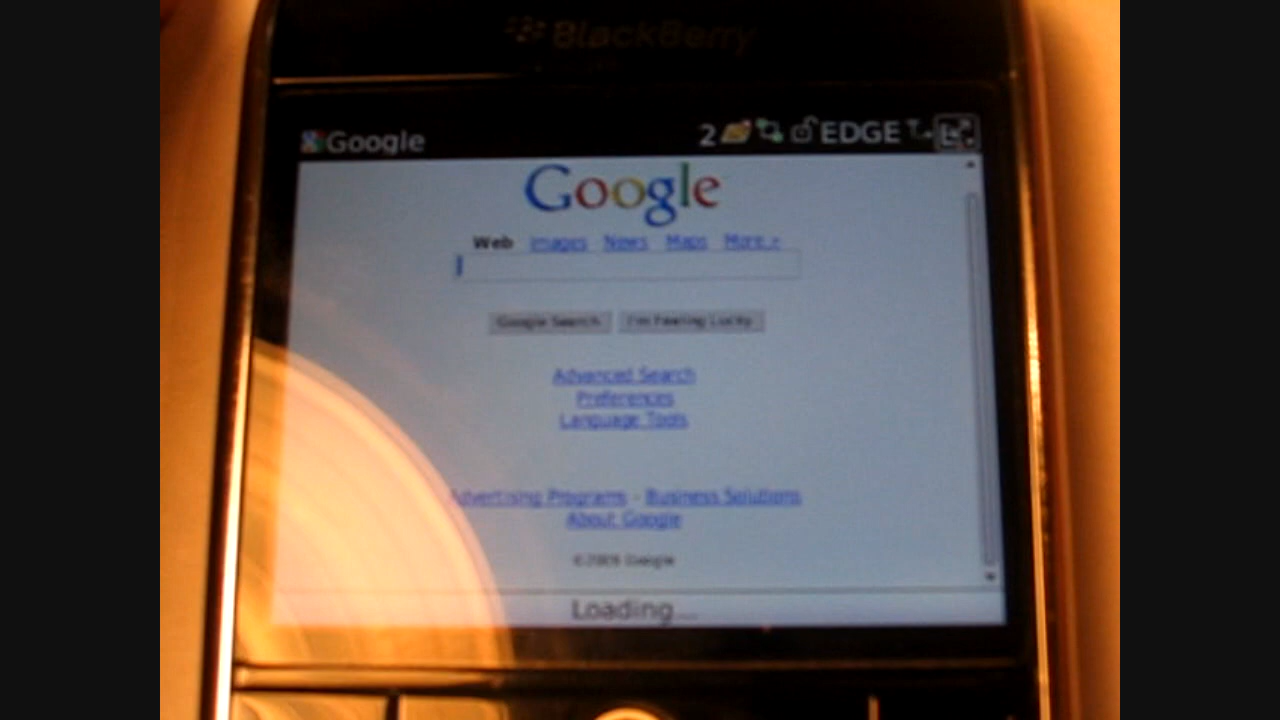 BlackBerry
Google 2 EDGE
Google
Web Images News Maps More »
Google Search I'm Feeling Lucky
Advanced Search
Preferences
Language Tools
Advertising Programs - Business Solutions
About Google
Google
Loading...